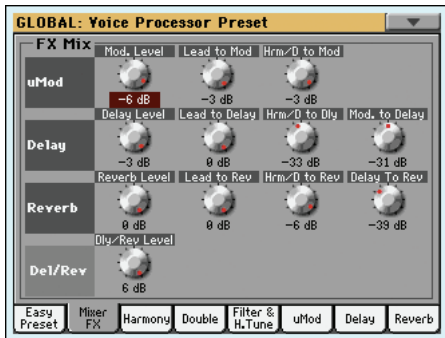 GLOBAL: Voice Processor Preset
FX Mix
Mod. Level Lead to Mod Hrm/D to Mod
uMod
-6 dB -3 dB -3 dB
Delay Level Lead to Delay Hrm/D to Dly Mod. to Delay
Delay
-3 dB 0 dB -33 dB -31 dB
Reverb Level Lead to Rev Hrm/D to Rev Delay To Rev
Reverb
0 dB 0 dB -6 dB -39 dB
Dly/Rev Level
Del/Rev
6 dB
Easy Preset Mixer FX Harmony Double Filter & H.Tune uMod Delay Reverb